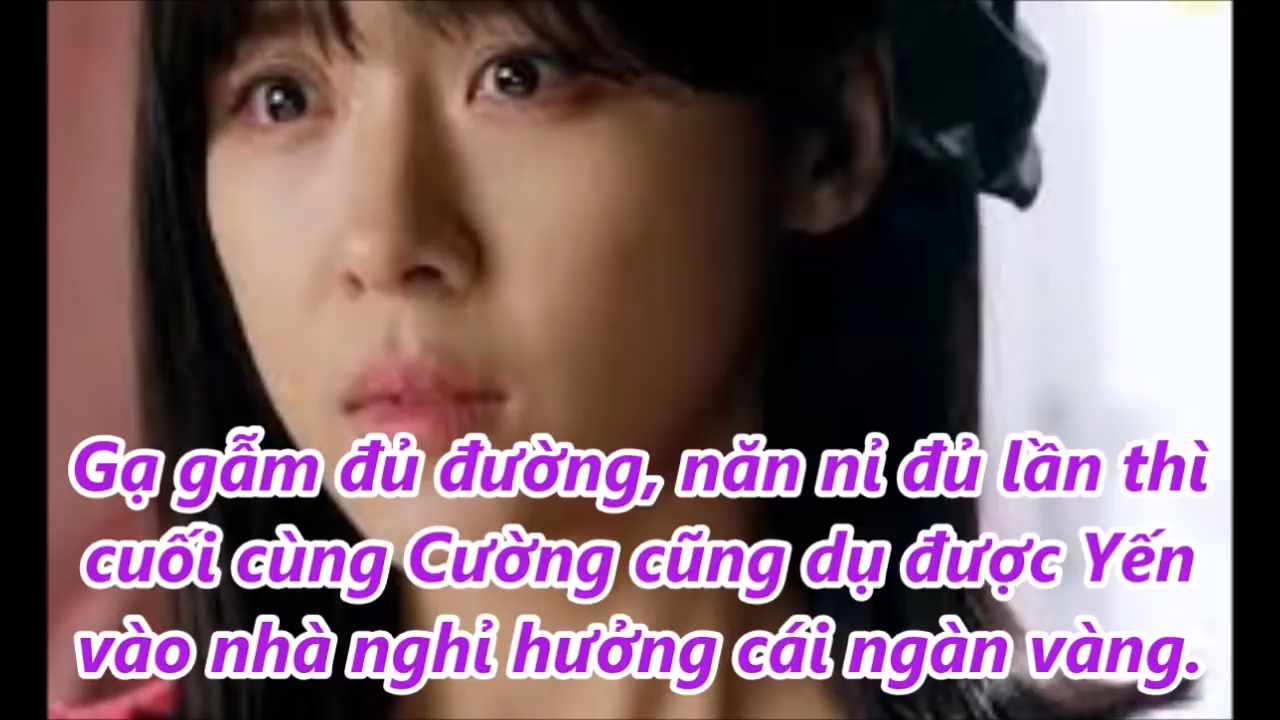 Gạ gẫm đủ đường, năn nỉ đủ lần thì
cuối cùng Cường cũng dụ được Yến
vào nhà nghỉ hưởng cái ngàn vàng.